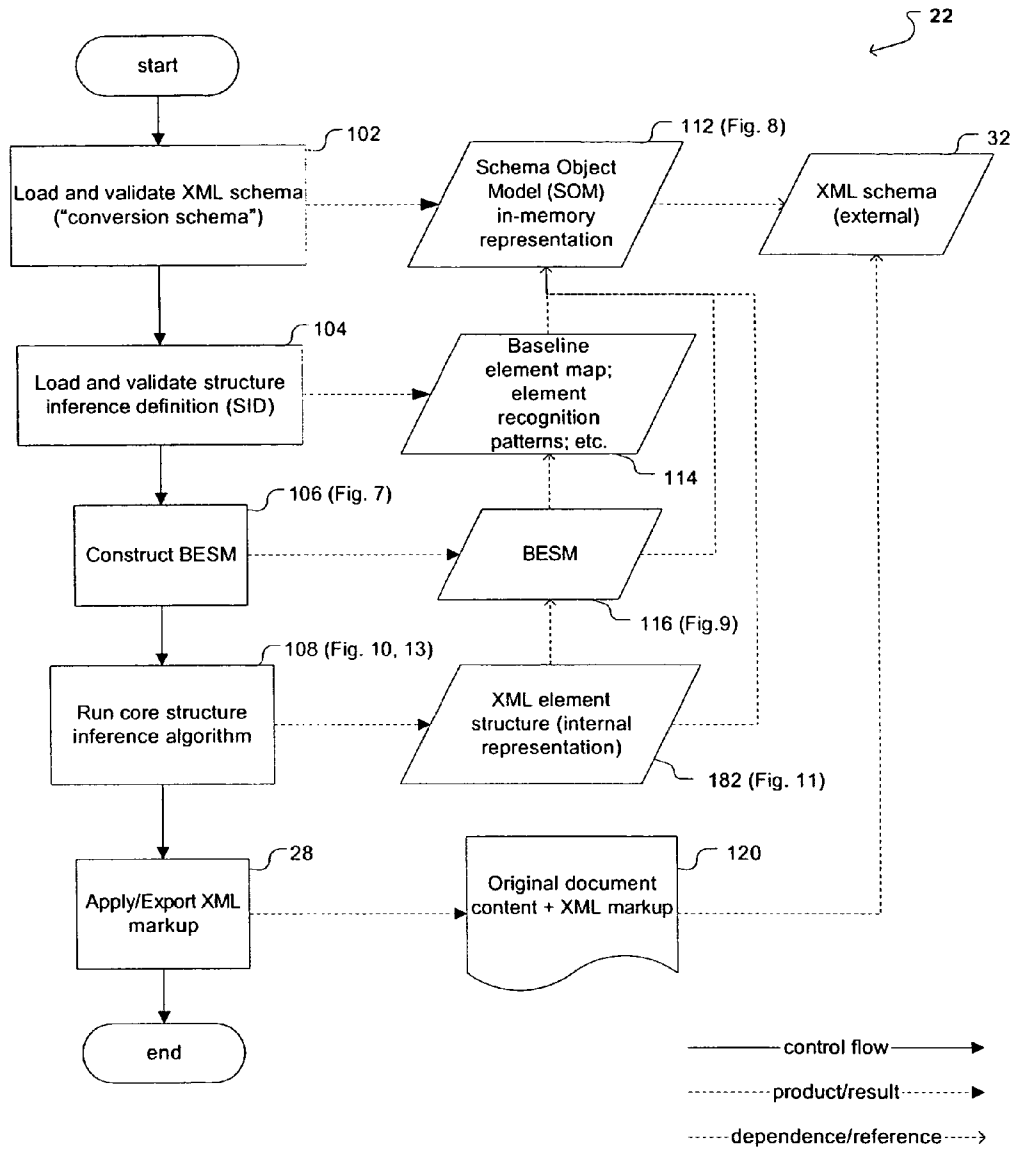 22
start
102
Load and validate XML schema
("conversion schema")
112 (Fig. 8)
Schema Object
Model (SOM)
in-memory
representation
32
XML schema
(external)
104
Load and validate structure
inference definition (SID)
Baseline
element map;
element
recognition
patterns; etc.
114
106 (Fig. 7)
Construct BESM
BESM
116 (Fig.9)
108 (Fig. 10, 13)
Run core structure
inference algorithm
XML element
structure (internal
representation)
182 (Fig. 11)
28
Apply/Export XML
markup
120
Original document
content + XML markup
end
control flow
product/result
dependence/reference